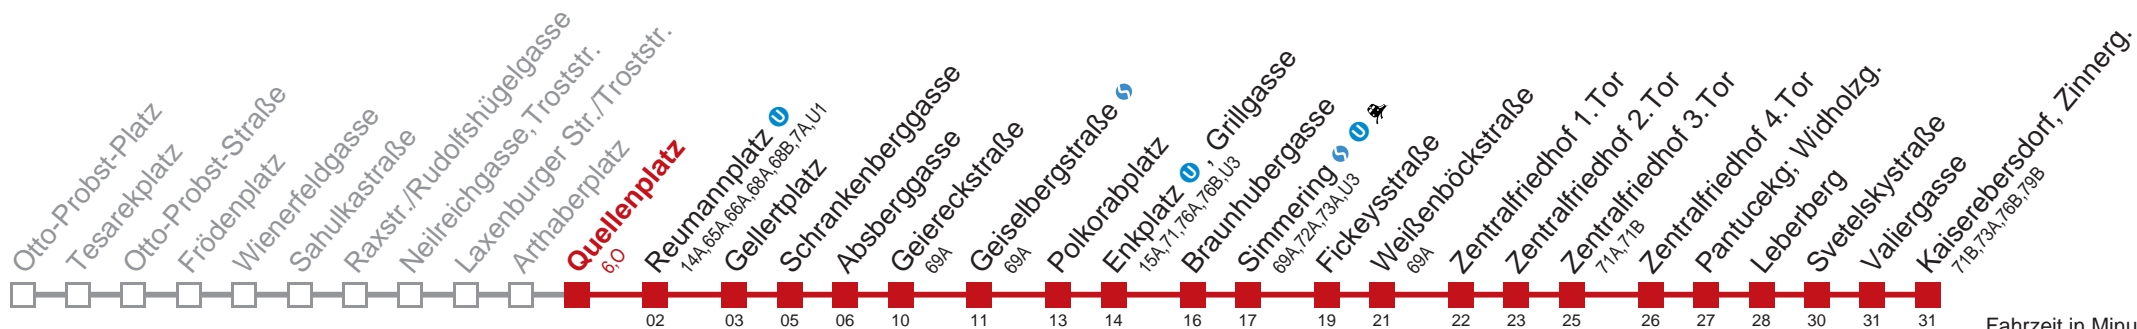 Otto-Probst-Platz
Tesarekplatz
Otto-Probst-Straße
Frödenplatz
Wienerfeldgasse
Sahulkastraße
Raxstr./Rudolfshügelgasse
Neilreichgasse, Troststr.
Laxenburger Str./Troststr.
Arthaberplatz
Quellenplatz
6,O
Reumannplatz U
14A,65A,66A,68A,68B,7A,U1
Gellertplatz
Schrankenberggasse
Absberggasse
Geiereckstraße
69A
Geiselbergstraße S
69A
Polkorabplatz
Enkplatz U , Grillgasse
15A,71,76A,76B,U3
Braunhubergasse
Simmering S U
69A,72A,73A,U3
Fickeysstraße
Weißenböckstraße
69A
Zentralfriedhof 1.Tor
Zentralfriedhof 2.Tor
Zentralfriedhof 3.Tor
71A,71B
Zentralfriedhof 4.Tor
Pantucekg; Widholzg.
Leberberg
Svetelskystraße
Valiergasse
Kaiserebersdorf, Zinnerg.
71B,73A,76B,79B
02 03 05 06 10 11 13 14 16 17 19 21 22 23 25 26 27 28 30 31 31
Fahrzeit in Minu